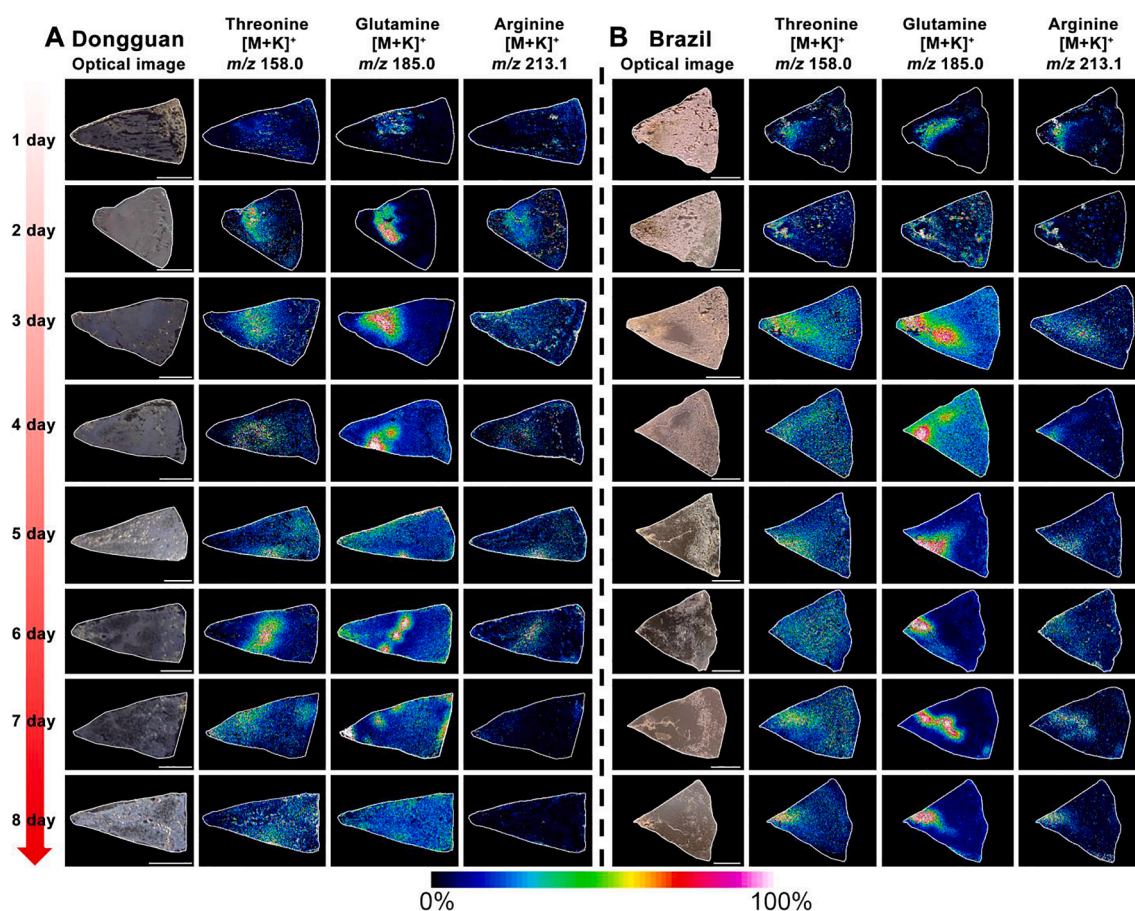 A Dongguan
Optical image
Threonine
[M+K]⁺
m/z 158.0
Glutamine
[M+K]⁺
m/z 185.0
Arginine
[M+K]⁺
m/z 213.1
B Brazil
Optical image
Threonine
[M+K]⁺
m/z 158.0
Glutamine
[M+K]⁺
m/z 185.0
Arginine
[M+K]⁺
m/z 213.1
1 day
2 day
3 day
4 day
5 day
6 day
7 day
8 day
0%
100%